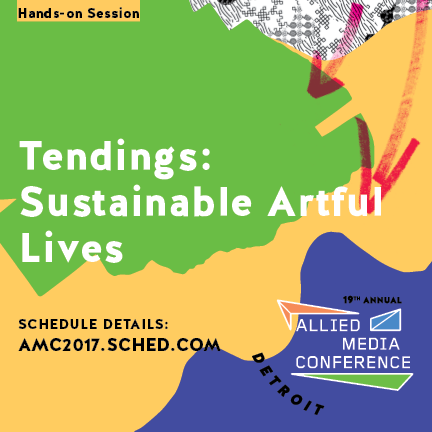 Hands-on Session
Tendings:
Sustainable Artful
Lives
SCHEDULE DETAILS:
AMC2017.SCHED.COM
19TH ANNUAL
ALLIED
MEDIA
CONFERENCE
DETROIT